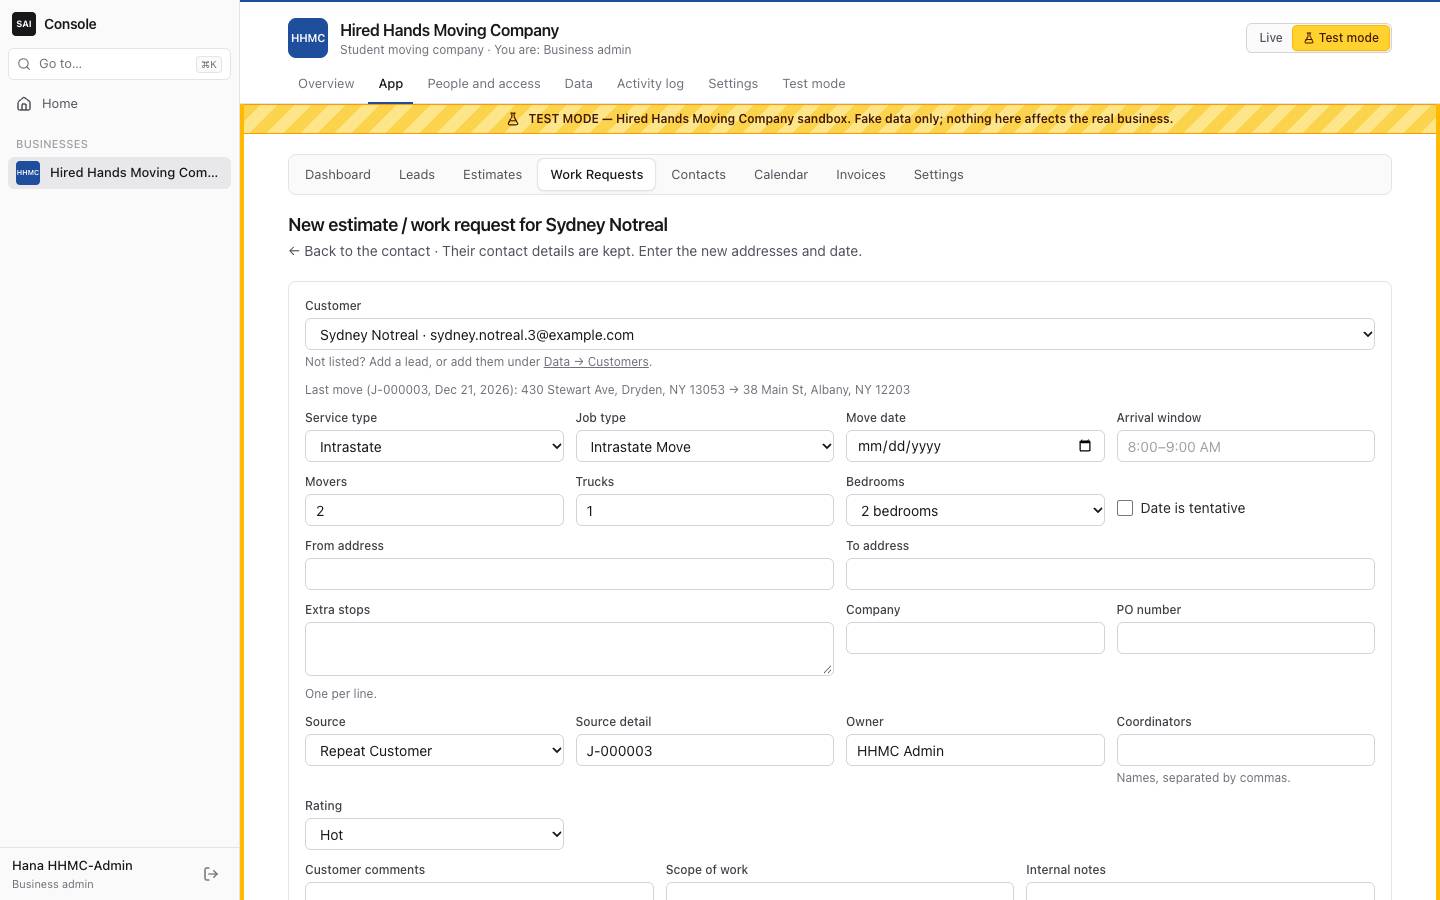 SAI Console
Go to... ⌘K
Home
BUSINESSES
HHMC Hired Hands Moving Com...
Hana HHMC-Admin
Business admin
HHMC
Hired Hands Moving Company
Student moving company · You are: Business admin
Live Test mode
Overview App People and access Data Activity log Settings Test mode
TEST MODE — Hired Hands Moving Company sandbox. Fake data only; nothing here affects the real business.
Dashboard Leads Estimates Work Requests Contacts Calendar Invoices Settings
New estimate / work request for Sydney Notreal
← Back to the contact · Their contact details are kept. Enter the new addresses and date.
Customer
Sydney Notreal · sydney.notreal.3@example.com
Not listed? Add a lead, or add them under Data → Customers.
Last move (J-000003, Dec 21, 2026): 430 Stewart Ave, Dryden, NY 13053 → 38 Main St, Albany, NY 12203
Service type Job type Move date Arrival window
Intrastate Intrastate Move mm/dd/yyyy 8:00–9:00 AM
Movers Trucks Bedrooms
2 1 2 bedrooms Date is tentative
From address To address
Extra stops Company PO number
One per line.
Source Source detail Owner Coordinators
Repeat Customer J-000003 HHMC Admin
Names, separated by commas.
Rating
Hot
Customer comments Scope of work Internal notes